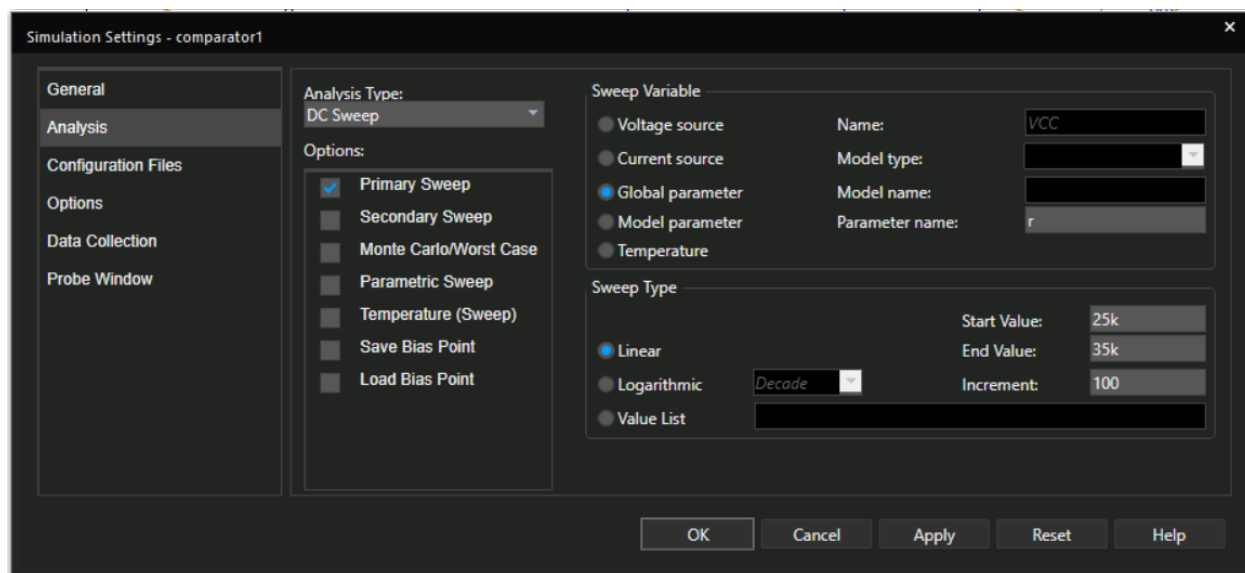 Simulation Settings - comparator1
×
General
Analysis
Configuration Files
Options
Data Collection
Probe Window
Analysis Type:
DC Sweep
Options:
Primary Sweep
Secondary Sweep
Monte Carlo/Worst Case
Parametric Sweep
Temperature (Sweep)
Save Bias Point
Load Bias Point
Sweep Variable
Voltage source
Name:
VCC
Current source
Model type:
Global parameter
Model name:
Model parameter
Parameter name:
r
Temperature
Sweep Type
Start Value:
25k
Linear
End Value:
35k
Logarithmic
Decade
Increment:
100
Value List
OK
Cancel
Apply
Reset
Help